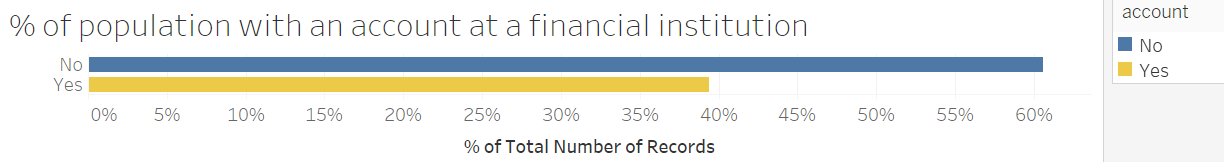 % of population with an account at a financial institution
account
No
Yes
No
Yes
0% 5% 10% 15% 20% 25% 30% 35% 40% 45% 50% 55% 60%
% of Total Number of Records